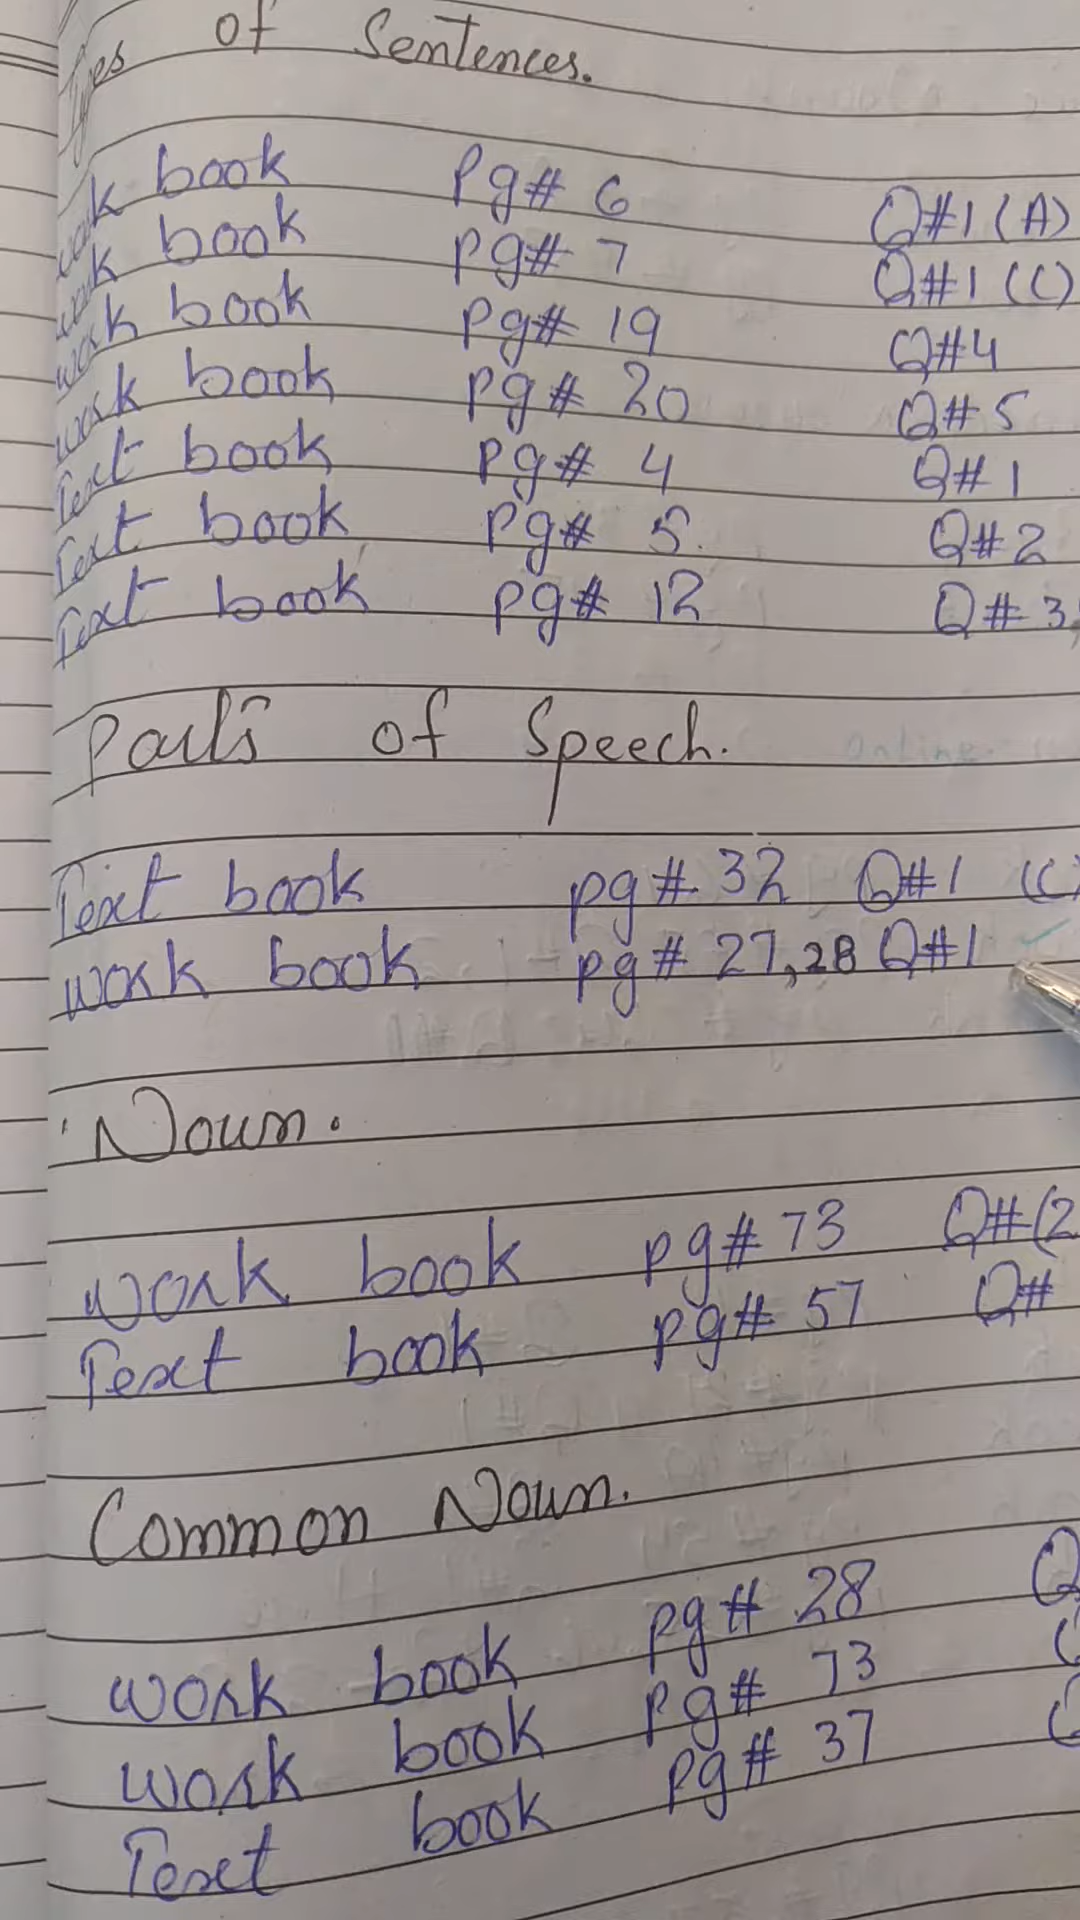 Types of Sentences.
work book pg# 6 Q#1 (A)
work book pg# 7 Q#1 (C)
work book pg# 19 Q#4
work book pg# 20 Q#5
Text book pg# 4 Q#1
Text book pg# 5. Q#2
Text book pg# 12 Q#3
Parts of Speech.
Text book pg# 32 Q#1 (C)
work book pg# 27,28 Q#1
Noun.
work book pg# 73 Q#(2
Text book pg# 57 Q#
Common Noun.
work book pg# 28 Q
work book pg# 73
Text book pg# 37